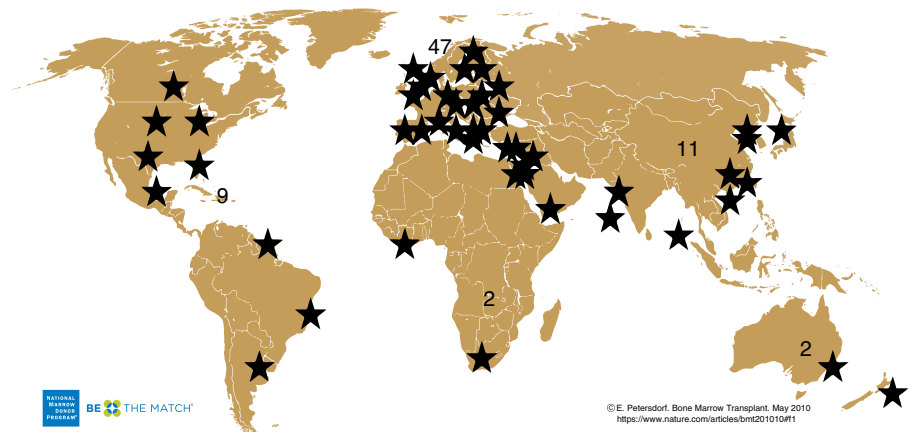 47
11
9
2
2
NATIONAL
MARROW
DONOR
PROGRAM®
BE THE MATCH®
© E. Petersdorf. Bone Marrow Transplant. May 2010
https://www.nature.com/articles/bmt201010#f1